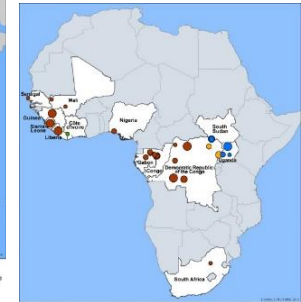 Senegal
Mali
Guinea
Sierra
Leone
Côte
d'Ivoire
Liberia
Nigeria
South
Sudan
Uganda
Gabon
Congo
Democratic Republic
of the Congo
South Africa